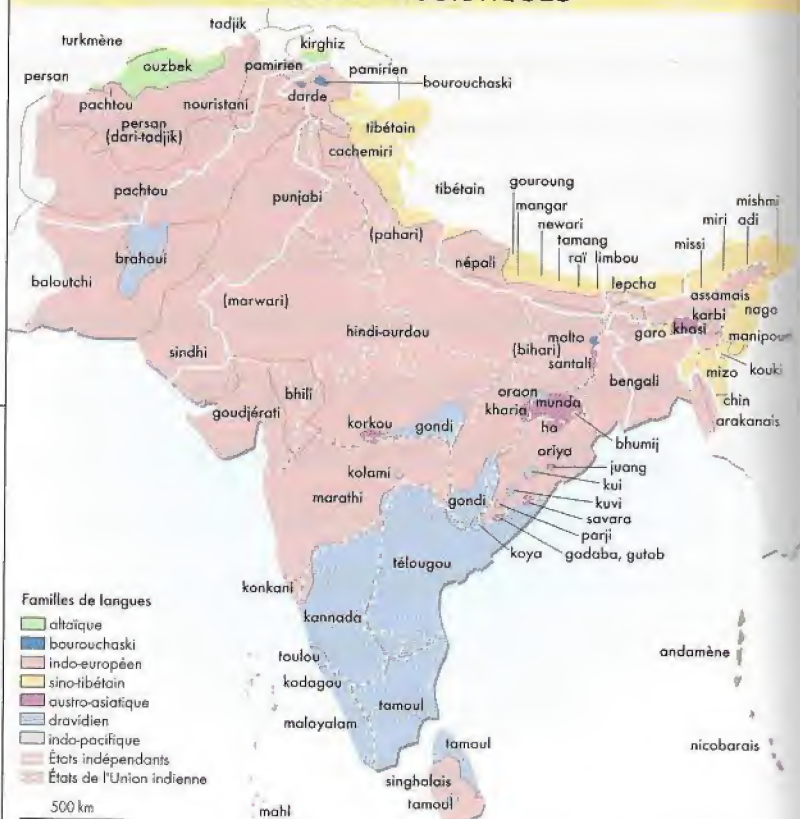 tadjik
turkmène
kirghiz
ouzbek
pamirien
pamirien
persan
bourouchaski
pachtou
nouristani
darde
persan
(dari-tadjik)
tibétain
cachemiri
pachtou
punjabi
tibétain
gouroung
mangar
newari
tamang
raï limbou
mishmi
miri adi
missi
(pahari)
népali
lepcha
brahoui
baloutchi
assamais
karbi
naga
(marwari)
garo
khasi
hindi-ourdou
malto
(bihari)
santali
manipour
kouki
mizo
sindhi
bengali
chin
arakanais
bhili
goudjérati
oraon
kharia
munda
korkou
gondi
ho
bhumij
oriya
juang
kolami
kui
marathi
gondi
kuvi
savara
parji
koya
gadaba, gutob
télougou
konkani
kannada
toulou
kodagou
malayalam
tamoul
tamoul
singhalais
tamoul
mahl
andamène
nicobarais
Familles de langues
altaïque
bourouchaski
indo-européen
sino-tibétain
austro-asiatique
dravidien
indo-pacifique
États indépendants
États de l'Union indienne
500 km